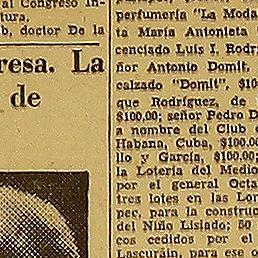 al Congreso In-
tura.
b, doctor De la
resa. La
de
perfumería "La Moda
ta María Antonieta
cenciado Luis I. Rodr
ñor Antonio Domit,
calzado "Domit", $10
que Rodríguez, de
$100.00; señor Pedro D
a nombre del Club
Habana, Cuba, $100.00
llo y García, $100.00;
la Lotería del Medio
por el general Octa
tres lotes en las Lom
pec, para la construc
del Niño Lisiado; 50
cos cedidos por el
Lascuráin, para ese o